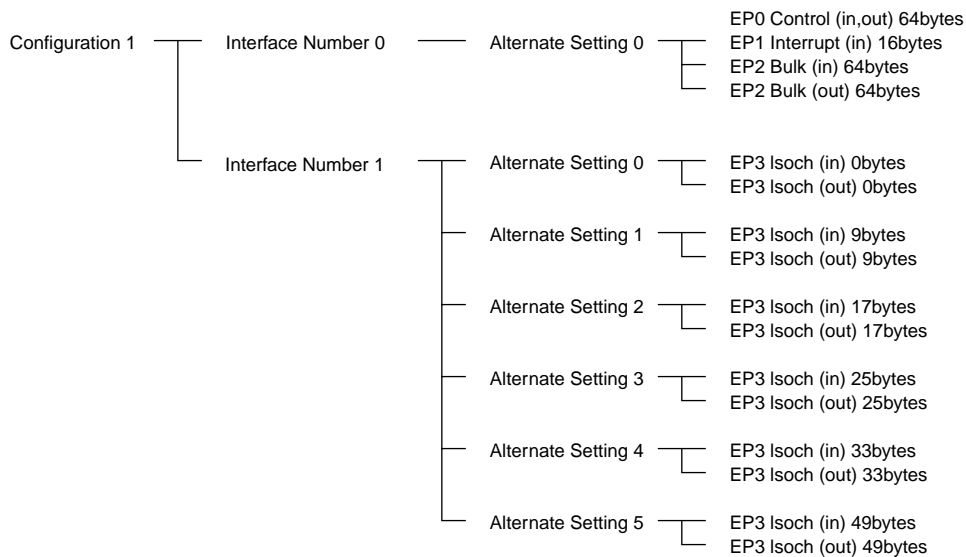 EP0 Control (in,out) 64bytes
Configuration 1 Interface Number 0 Alternate Setting 0 EP1 Interrupt (in) 16bytes
EP2 Bulk (in) 64bytes
EP2 Bulk (out) 64bytes
Interface Number 1 Alternate Setting 0 EP3 Isoch (in) 0bytes
EP3 Isoch (out) 0bytes
Alternate Setting 1 EP3 Isoch (in) 9bytes
EP3 Isoch (out) 9bytes
Alternate Setting 2 EP3 Isoch (in) 17bytes
EP3 Isoch (out) 17bytes
Alternate Setting 3 EP3 Isoch (in) 25bytes
EP3 Isoch (out) 25bytes
Alternate Setting 4 EP3 Isoch (in) 33bytes
EP3 Isoch (out) 33bytes
Alternate Setting 5 EP3 Isoch (in) 49bytes
EP3 Isoch (out) 49bytes